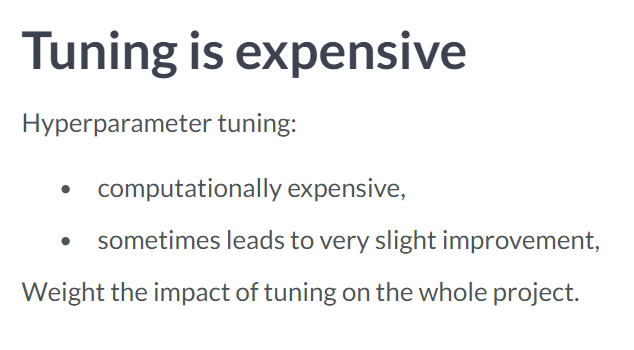 Tuning is expensive
Hyperparameter tuning:
• computationally expensive,
• sometimes leads to very slight improvement,
Weight the impact of tuning on the whole project.